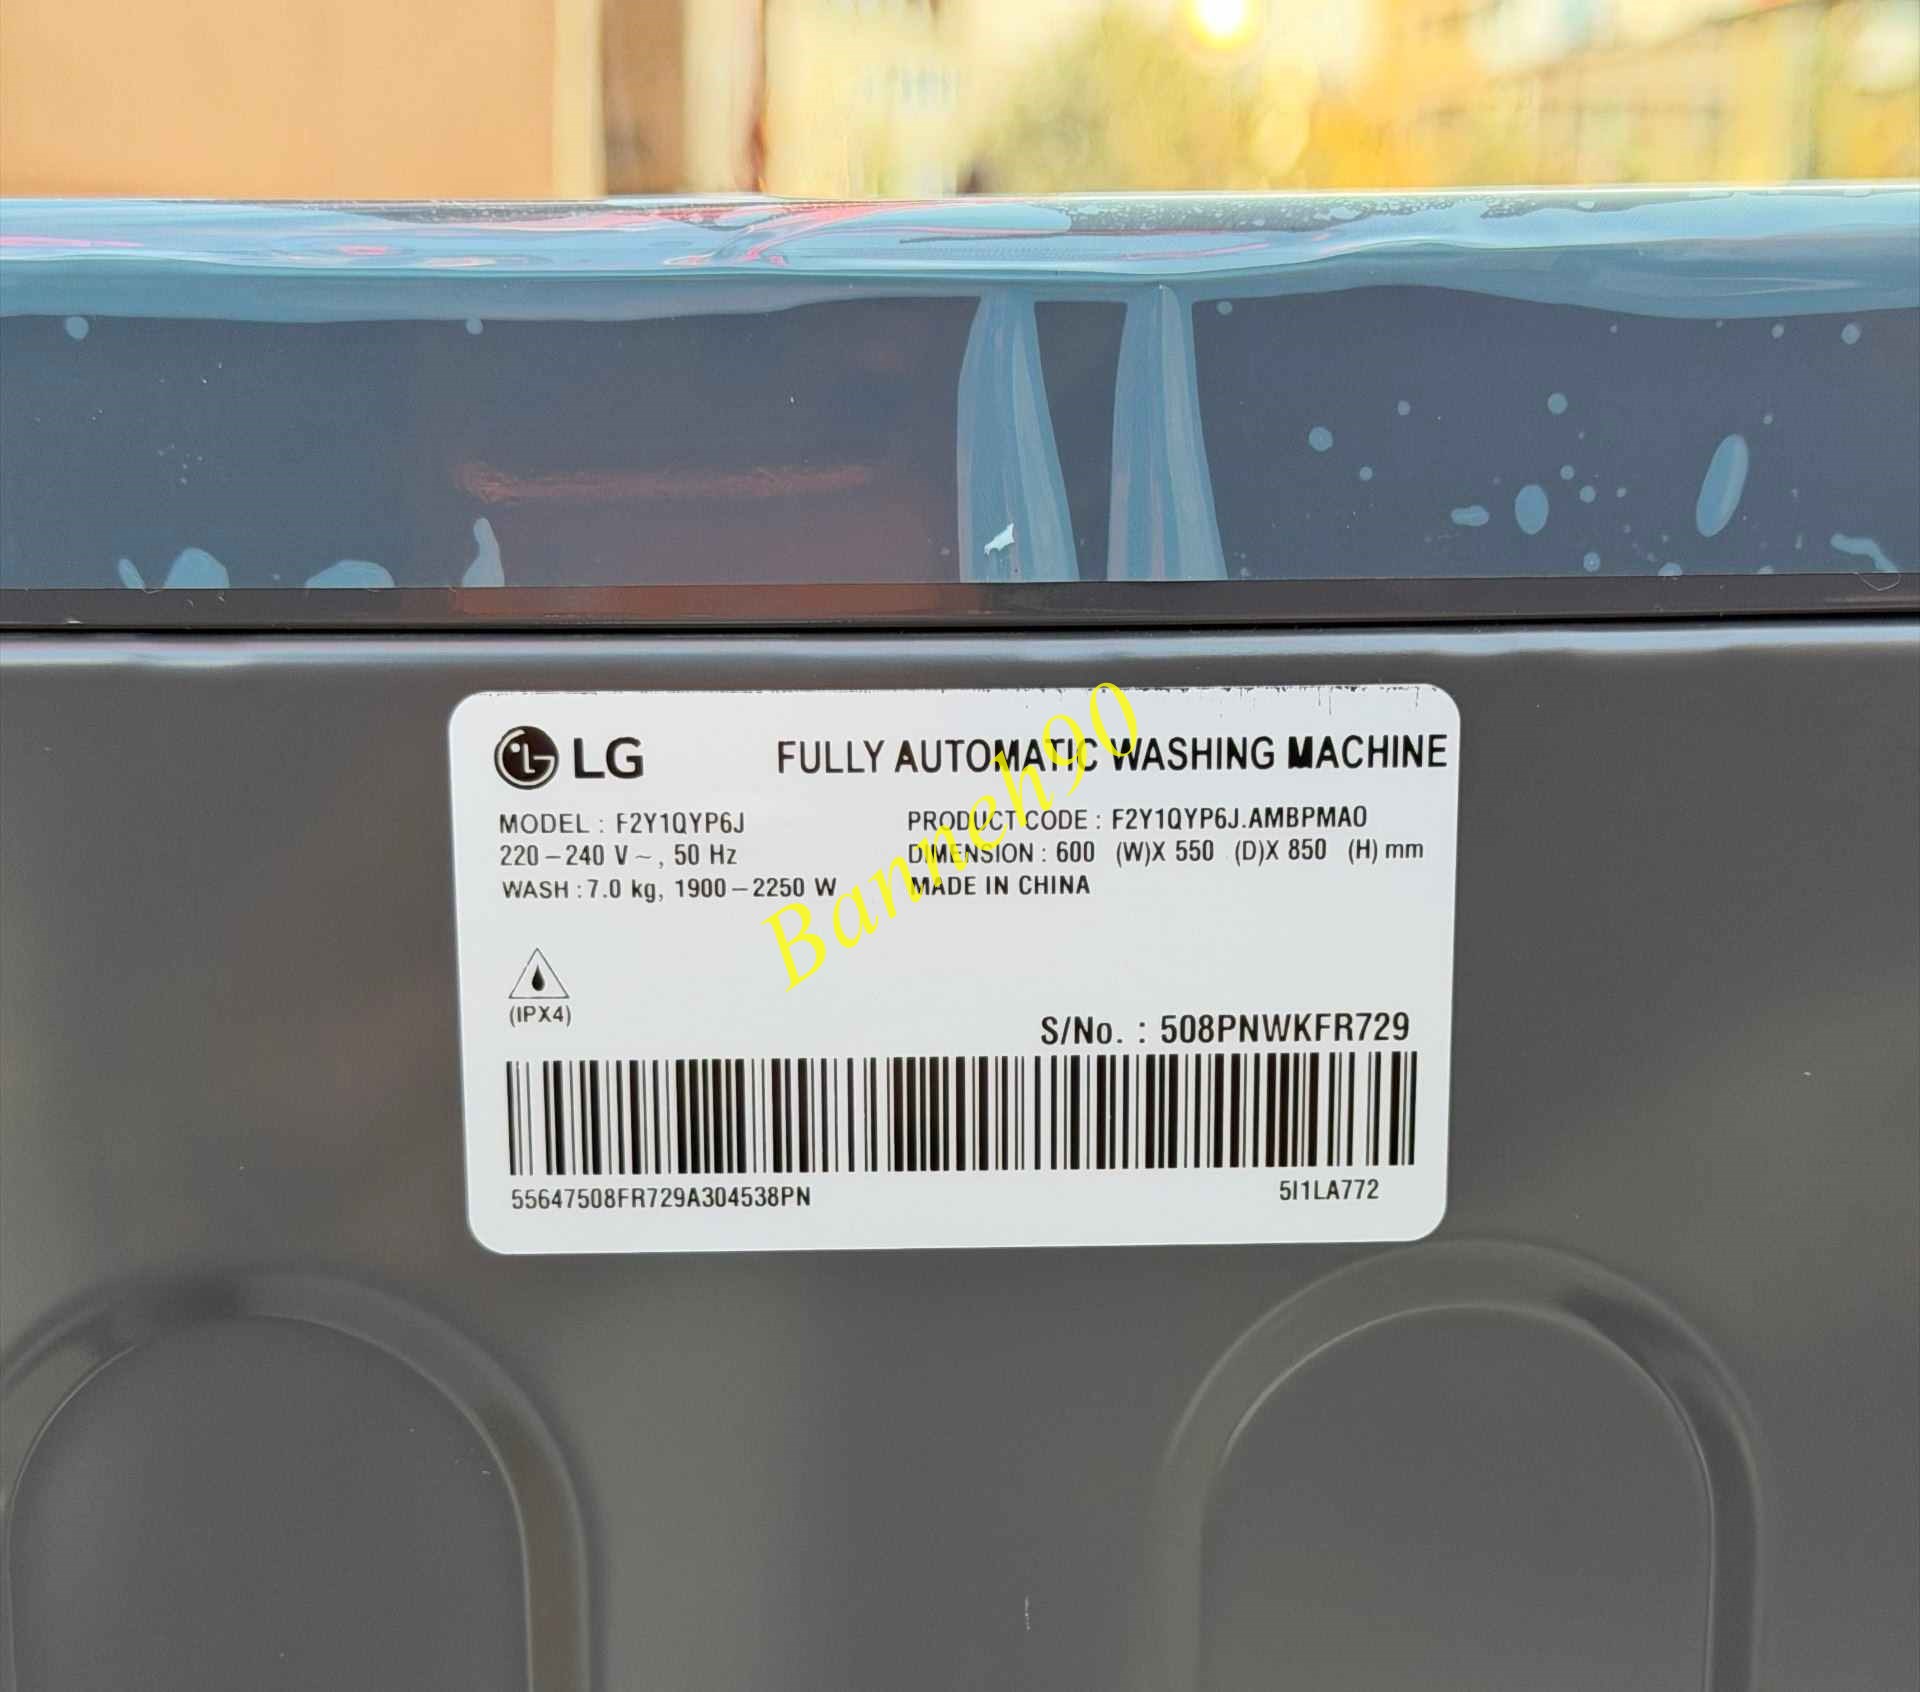 LG
FULLY AUTOMATIC WASHING MACHINE
MODEL : F2Y1QYP6J
220-240 V~, 50 Hz
WASH : 7.0 kg, 1900-2250 W
PRODUCT CODE : F2Y1QYP6J.AMBPMA0
DIMENSION : 600 (W)X 550 (D)X 850 (H) mm
MADE IN CHINA
Banneh90
(IPX4)
S/No. : 508PNWKFR729
55647508FR729A304538PN
5I1LA772